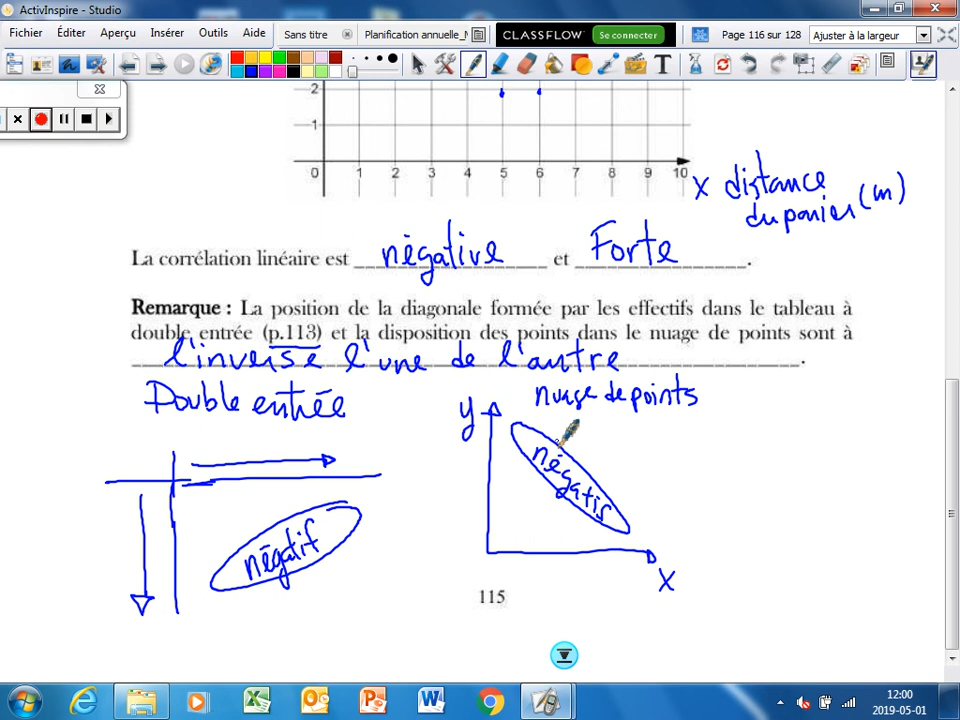 ActivInspire - Studio
Fichier Éditer Aperçu Insérer Outils Aide Sans titre Planification annuelle_N CLASSFLOW Se connecter Page 116 sur 128 Ajuster à la largeur
2
1
0 1 2 3 4 5 6 7 8 9 10
x distance
du panier (m)
La corrélation linéaire est négative et Forte.
Remarque : La position de la diagonale formée par les effectifs dans le tableau à
double entrée (p.113) et la disposition des points dans le nuage de points sont à
l'inverse l'une de l'autre.
Double entrée
nuage de points
y
négatif
négatif
x
115
12:00
2019-05-01